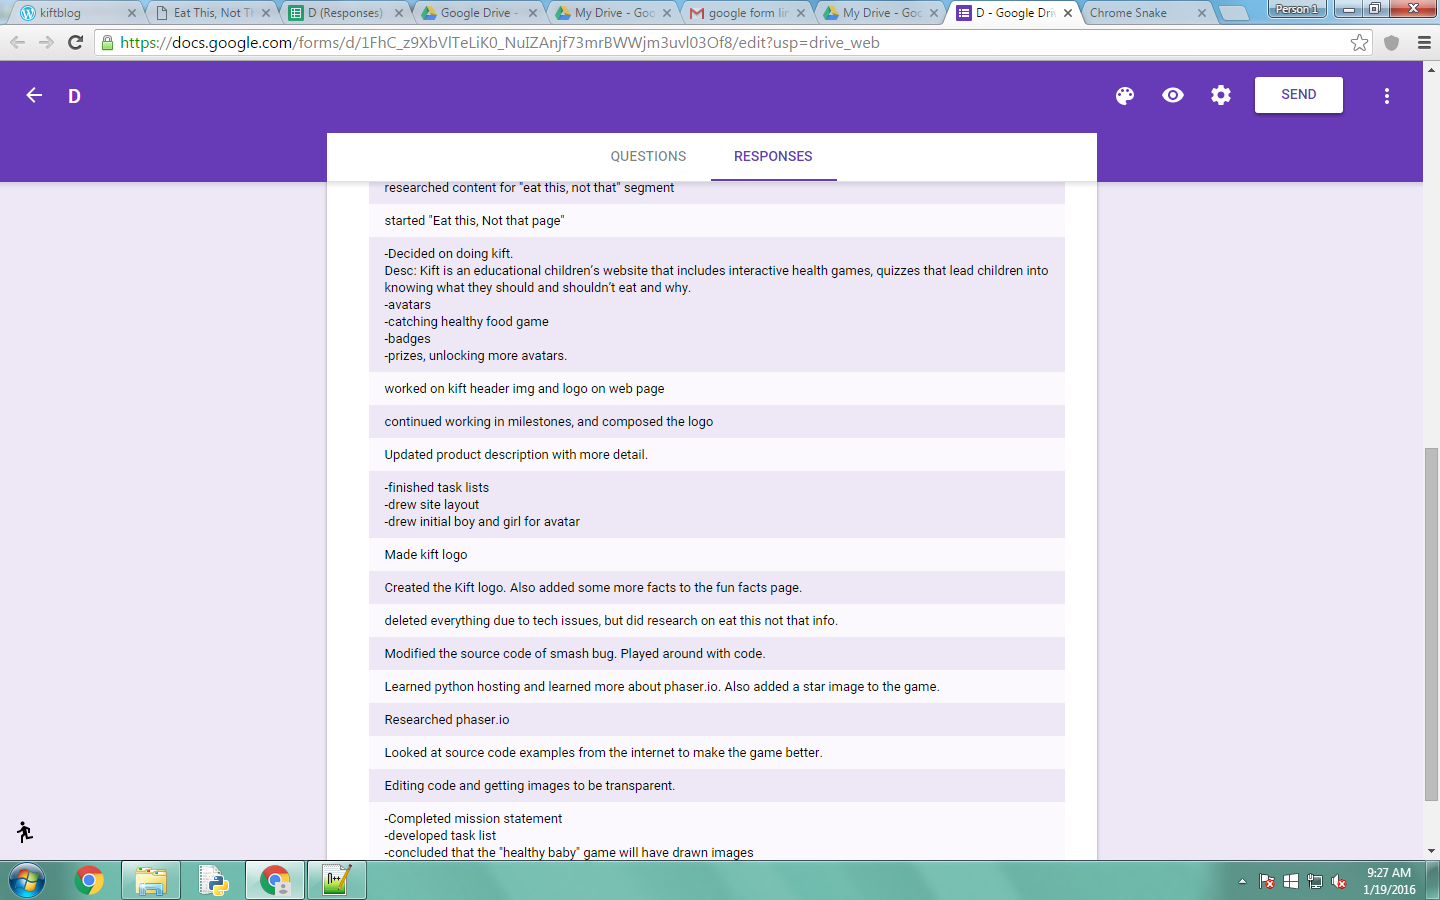 kiftblog
Eat This, Not Th
D (Responses)
Google Drive -
My Drive - Goo
google form lin
My Drive - Goo
D - Google Driv
Chrome Snake
Person 1
https://docs.google.com/forms/d/1FhC_z9XbVlTeLiK0_NuIZAnjf73mrBWWjm3uvl03Of8/edit?usp=drive_web
D
SEND
QUESTIONS
RESPONSES
researched content for "eat this, not that" segment
started "Eat this, Not that page"
-Decided on doing kift.
Desc: Kift is an educational children’s website that includes interactive health games, quizzes that lead children into
knowing what they should and shouldn’t eat and why.
-avatars
-catching healthy food game
-badges
-prizes, unlocking more avatars.
worked on kift header img and logo on web page
continued working in milestones, and composed the logo
Updated product description with more detail.
-finished task lists
-drew site layout
-drew initial boy and girl for avatar
Made kift logo
Created the Kift logo. Also added some more facts to the fun facts page.
deleted everything due to tech issues, but did research on eat this not that info.
Modified the source code of smash bug. Played around with code.
Learned python hosting and learned more about phaser.io. Also added a star image to the game.
Researched phaser.io
Looked at source code examples from the internet to make the game better.
Editing code and getting images to be transparent.
-Completed mission statement
-developed task list
-concluded that the "healthy baby" game will have drawn images
9:27 AM
1/19/2016